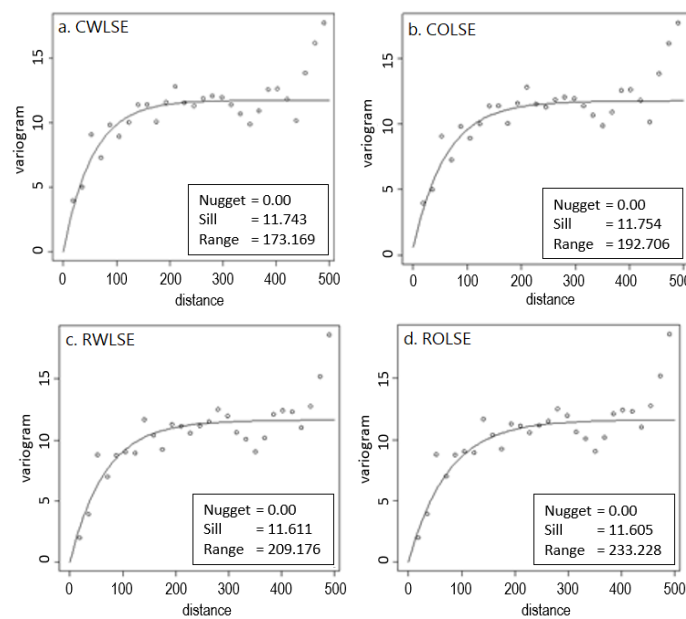 a. CWLSE
variogram
15
10
5
0
Nugget = 0.00
Sill = 11.743
Range = 173.169
0 100 200 300 400 500
distance
b. COLSE
variogram
15
10
5
0
Nugget = 0.00
Sill = 11.754
Range = 192.706
0 100 200 300 400 500
distance
c. RWLSE
variogram
15
10
5
0
Nugget = 0.00
Sill = 11.611
Range = 209.176
0 100 200 300 400 500
distance
d. ROLSE
variogram
15
10
5
0
Nugget = 0.00
Sill = 11.605
Range = 233.228
0 100 200 300 400 500
distance